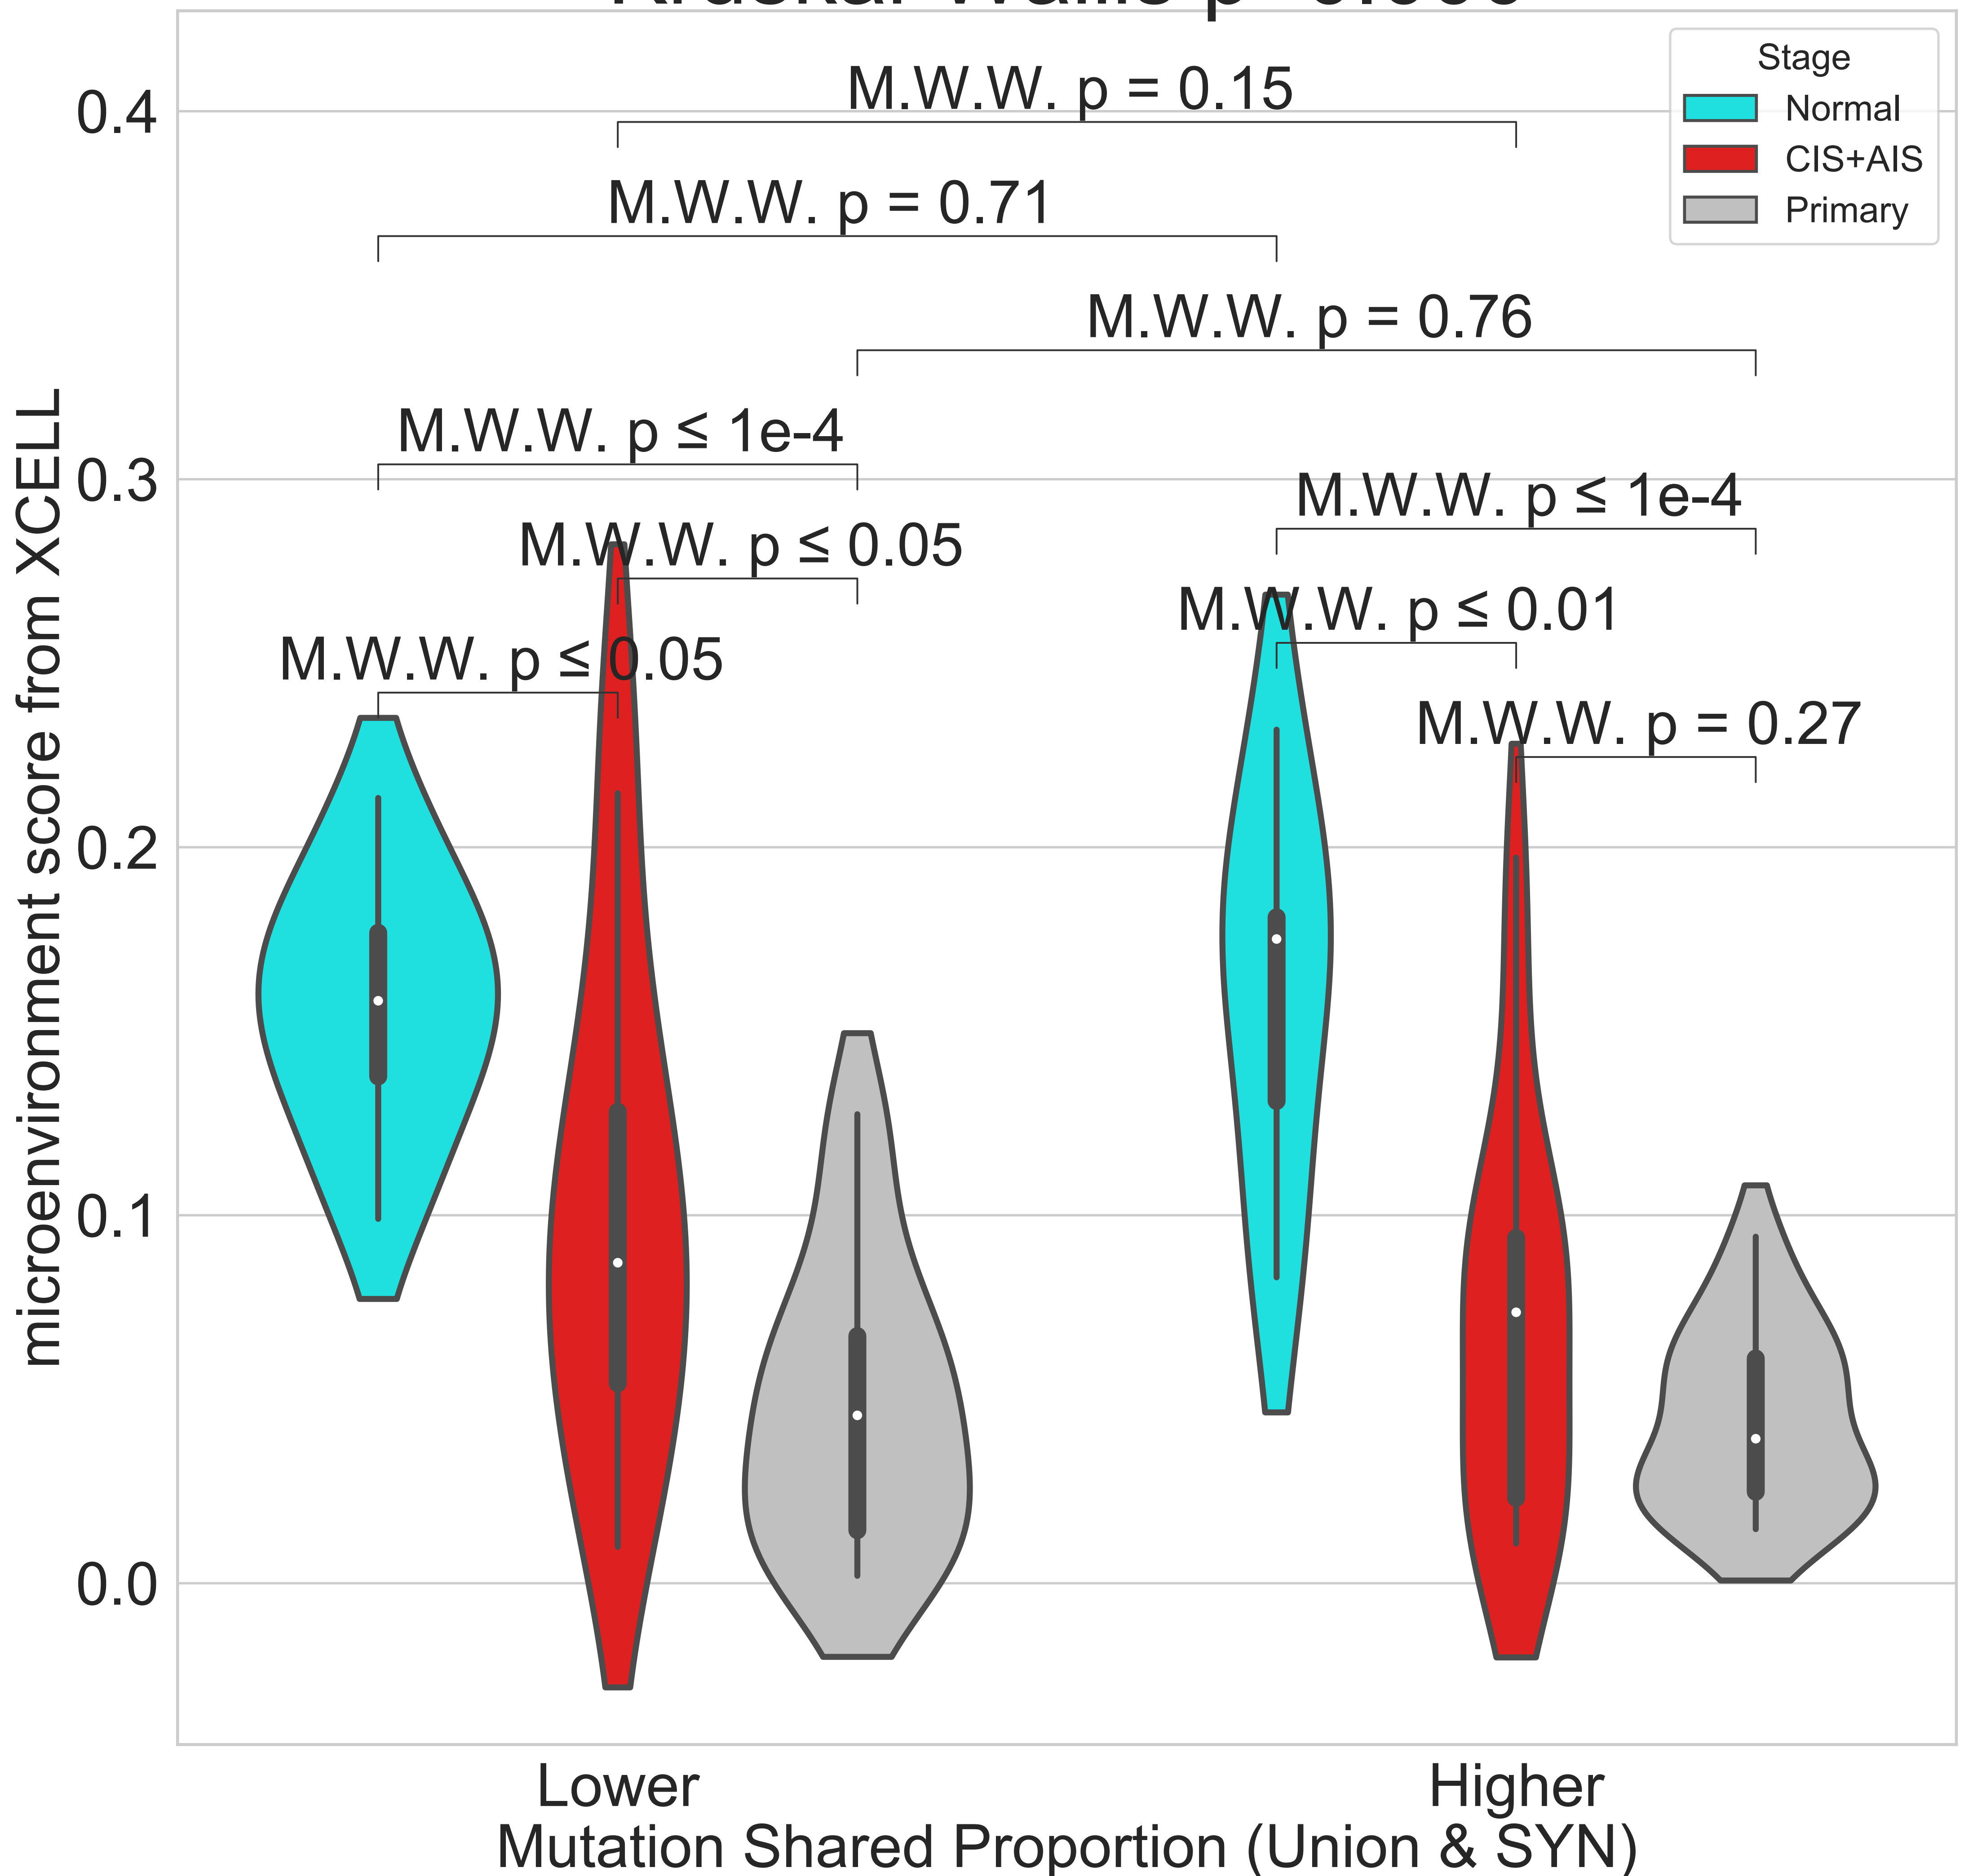 M.W.W. p = 0.15
M.W.W. p = 0.71
M.W.W. p = 0.76
M.W.W. p ≤ 1e-4
M.W.W. p ≤ 1e-4
M.W.W. p ≤ 0.05
M.W.W. p ≤ 0.01
M.W.W. p ≤ 0.05
M.W.W. p = 0.27
Stage
Normal
CIS+AIS
Primary
microenvironment score from XCELL
0.4
0.3
0.2
0.1
0.0
Lower
Higher
Mutation Shared Proportion (Union & SYN)